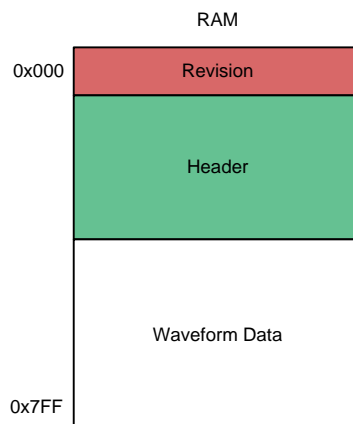 RAM
0x000
Revision
Header
Waveform Data
0x7FF